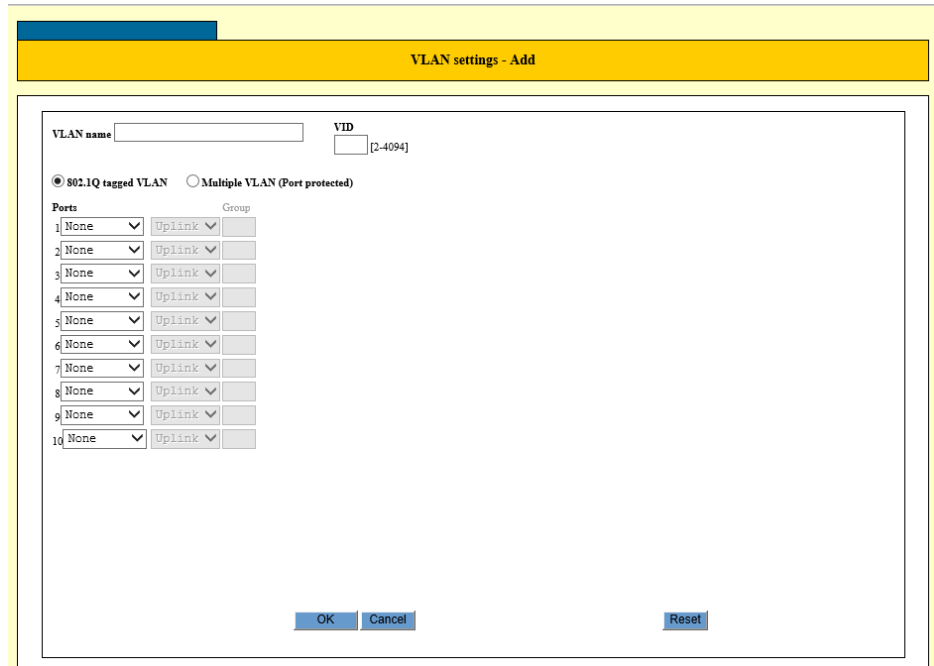 VLAN settings - Add
VLAN name
VID
[2-4094]
802.1Q tagged VLAN Multiple VLAN (Port protected)
Ports Group
1 None Uplink
2 None Uplink
3 None Uplink
4 None Uplink
5 None Uplink
6 None Uplink
7 None Uplink
8 None Uplink
9 None Uplink
10 None Uplink
OK Cancel Reset